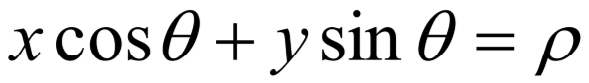 x cos θ + y sin θ = ρ